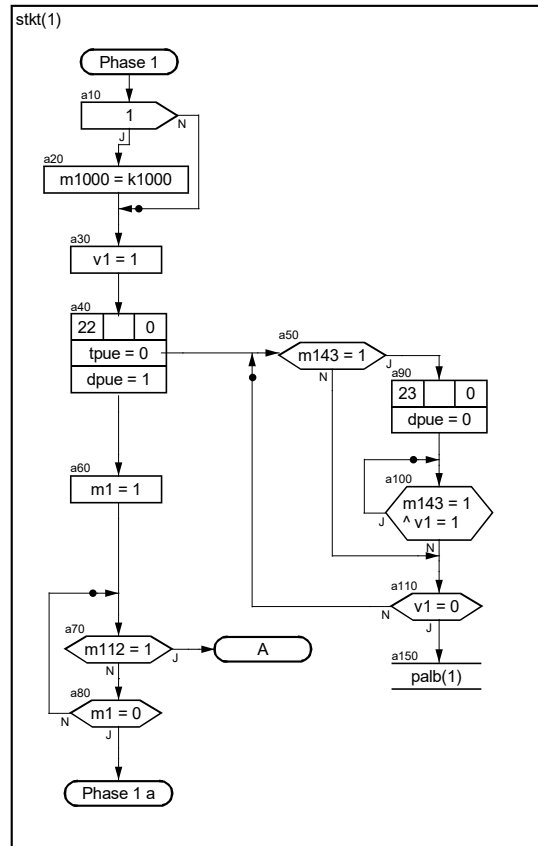 stkt(1)
Phase 1
a10
1
J
N
a20
m1000 = k1000
a30
v1 = 1
a40
22 0
tpue = 0
dpue = 1
a50
m143 = 1
J
N
a90
23 0
dpue = 0
a60
m1 = 1
a100
m143 = 1
^ v1 = 1
J
N
a110
v1 = 0
N
J
a70
m112 = 1
J
N
A
a150
palb(1)
a80
m1 = 0
N
J
Phase 1 a